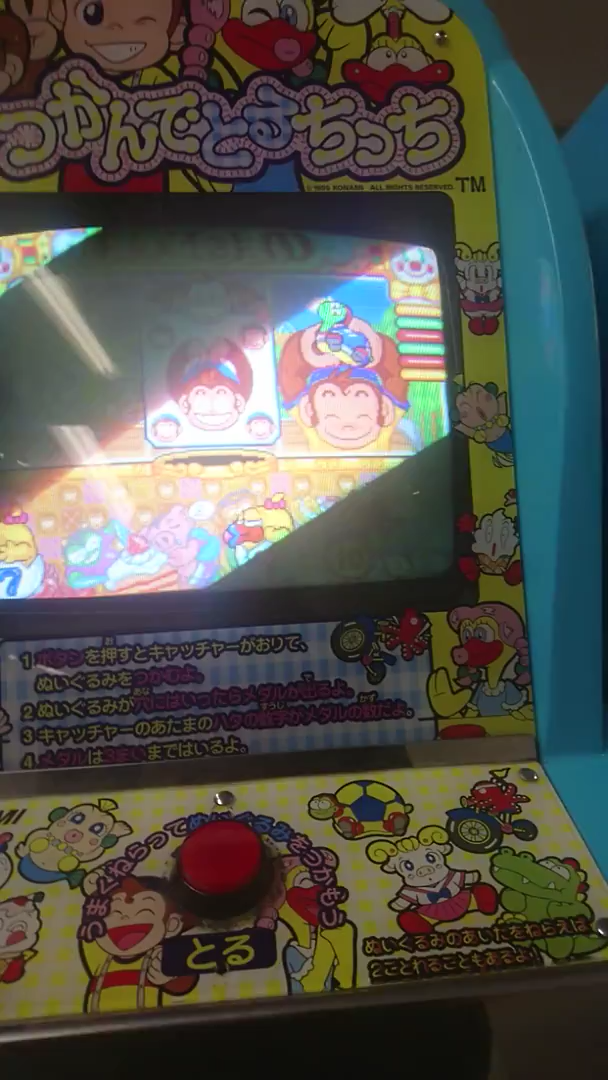 つかんでとるちっち
© 1995 KONAMI ALL RIGHTS RESERVED. TM
1 ボタンを押すとキャッチャーがおりて、
ぬいぐるみをつかむよ。
2 ぬいぐるみが穴にはいったらメダルが出るよ。
3 キャッチャーのあたまのハタの数字がメダルの数だよ。
4 メダルは3まいまではいるよ。
うまくねらってぬいぐるみをつかもう
とる
ぬいぐるみのあいだをねらえば、
2ことれることもあるよ。